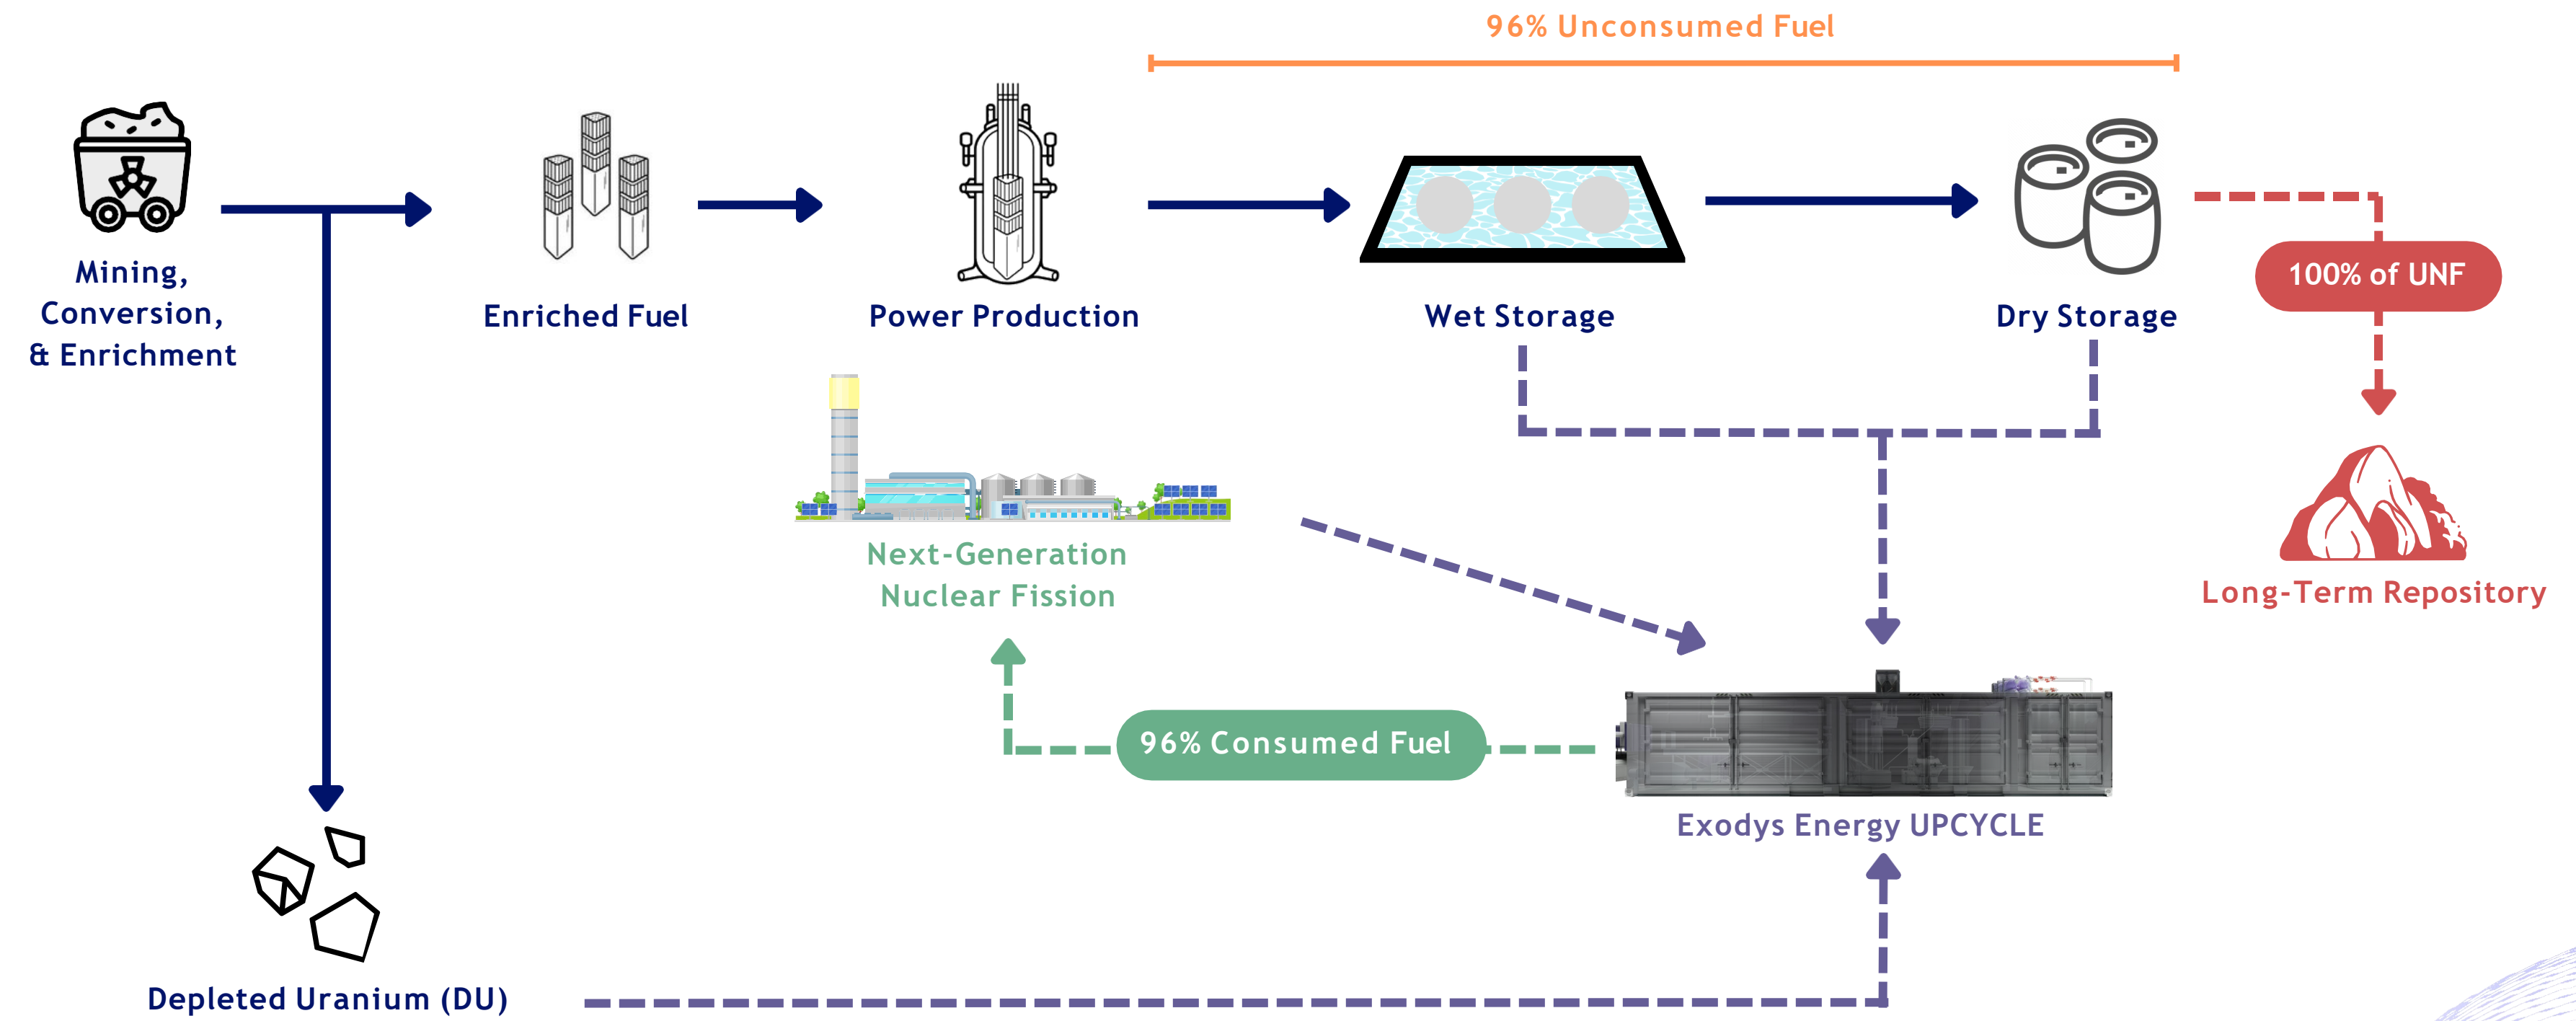 96% Unconsumed Fuel
Mining,
Conversion,
& Enrichment
Enriched Fuel
Power Production
Wet Storage
Dry Storage
100% of UNF
Long-Term Repository
Next-Generation
Nuclear Fission
96% Consumed Fuel
Exodys Energy UPCYCLE
Depleted Uranium (DU)